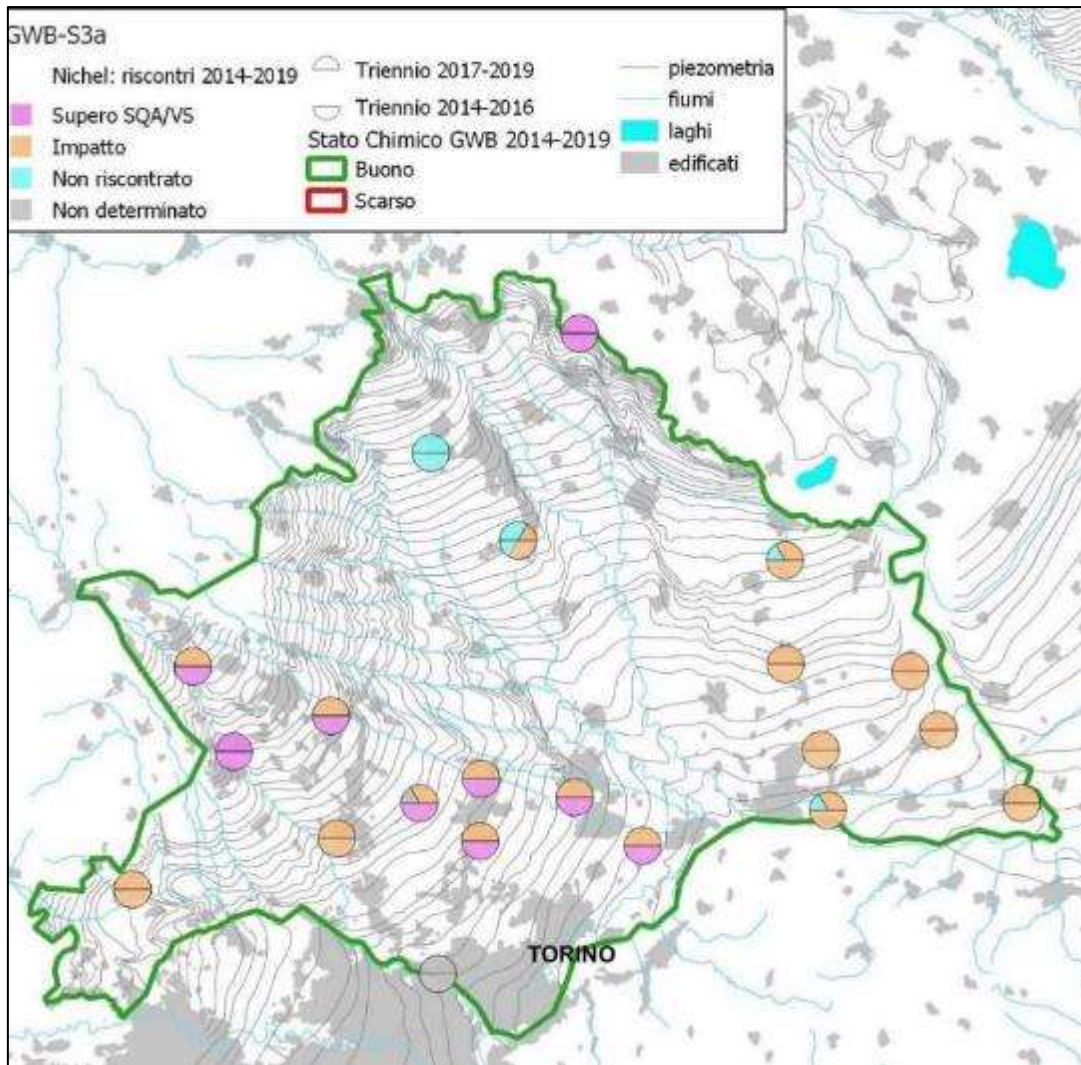 GWB-S3a
Nichel: riscontri 2014-2019
Supero SQA/VS
Impatto
Non riscontrato
Non determinato
Triennio 2017-2019
Triennio 2014-2016
Stato Chimico GWB 2014-2019
Buono
Scarso
piezometria
fiumi
laghi
edificati
TORINO